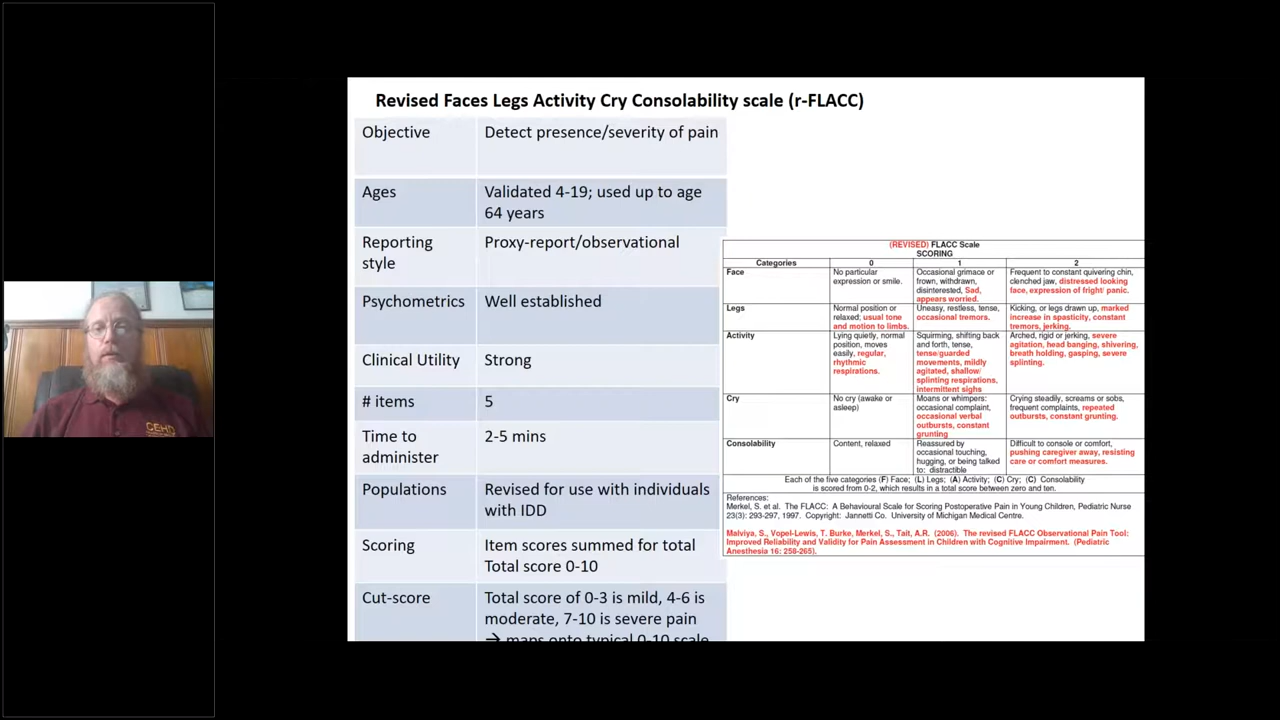 Revised Faces Legs Activity Cry Consolability scale (r-FLACC)
Objective
Detect presence/severity of pain
Ages
Validated 4-19; used up to age
64 years
Reporting
style
Proxy-report/observational
Psychometrics
Well established
Clinical Utility
Strong
# items
5
Time to
administer
2-5 mins
Populations
Revised for use with individuals
with IDD
Scoring
Item scores summed for total
Total score 0-10
Cut-score
Total score of 0-3 is mild, 4-6 is
moderate, 7-10 is severe pain
→ maps onto typical 0-10 scale
(REVISED) FLACC Scale
SCORING
Categories
0
1
2
Face
No particular
expression or smile.
Occasional grimace or
frown, withdrawn,
disinterested, Sad,
appears worried.
Frequent to constant quivering chin,
clenched jaw, distressed looking
face, expression of fright/ panic.
Legs
Normal position or
relaxed; usual tone
and motion to limbs.
Uneasy, restless, tense,
occasional tremors.
Kicking, or legs drawn up, marked
increase in spasticity, constant
tremors, jerking.
Activity
Lying quietly, normal
position, moves
easily, regular,
rhythmic
respirations.
Squirming, shifting back
and forth, tense,
tense/guarded
movements, mildly
agitated, shallow/
splinting respirations,
intermittent sighs
Arched, rigid or jerking, severe
agitation, head banging, shivering,
breath holding, gasping, severe
splinting.
Cry
No cry (awake or
asleep)
Moans or whimpers:
occasional complaint,
occasional verbal
outbursts, constant
grunting
Crying steadily, screams or sobs,
frequent complaints, repeated
outbursts, constant grunting.
Consolability
Content, relaxed
Reassured by
occasional touching,
hugging, or being talked
to; distractible
Difficult to console or comfort,
pushing caregiver away, resisting
care or comfort measures.
Each of the five categories (F) Face; (L) Legs; (A) Activity; (C) Cry; (C) Consolability
is scored from 0-2, which results in a total score between zero and ten.
References:
Merkel, S. et al. The FLACC: A Behavioural Scale for Scoring Postoperative Pain in Young Children, Pediatric Nurse
23(3): 293-297, 1997. Copyright: Jannetti Co. University of Michigan Medical Centre.
Malviya, S., Vopel-Lewis, T. Burke, Merkel, S., Tait, A.R. (2006). The revised FLACC Observational Pain Tool:
Improved Reliability and Validity for Pain Assessment in Children with Cognitive Impairment. (Pediatric
Anesthesia 16: 258-265).
CEHD